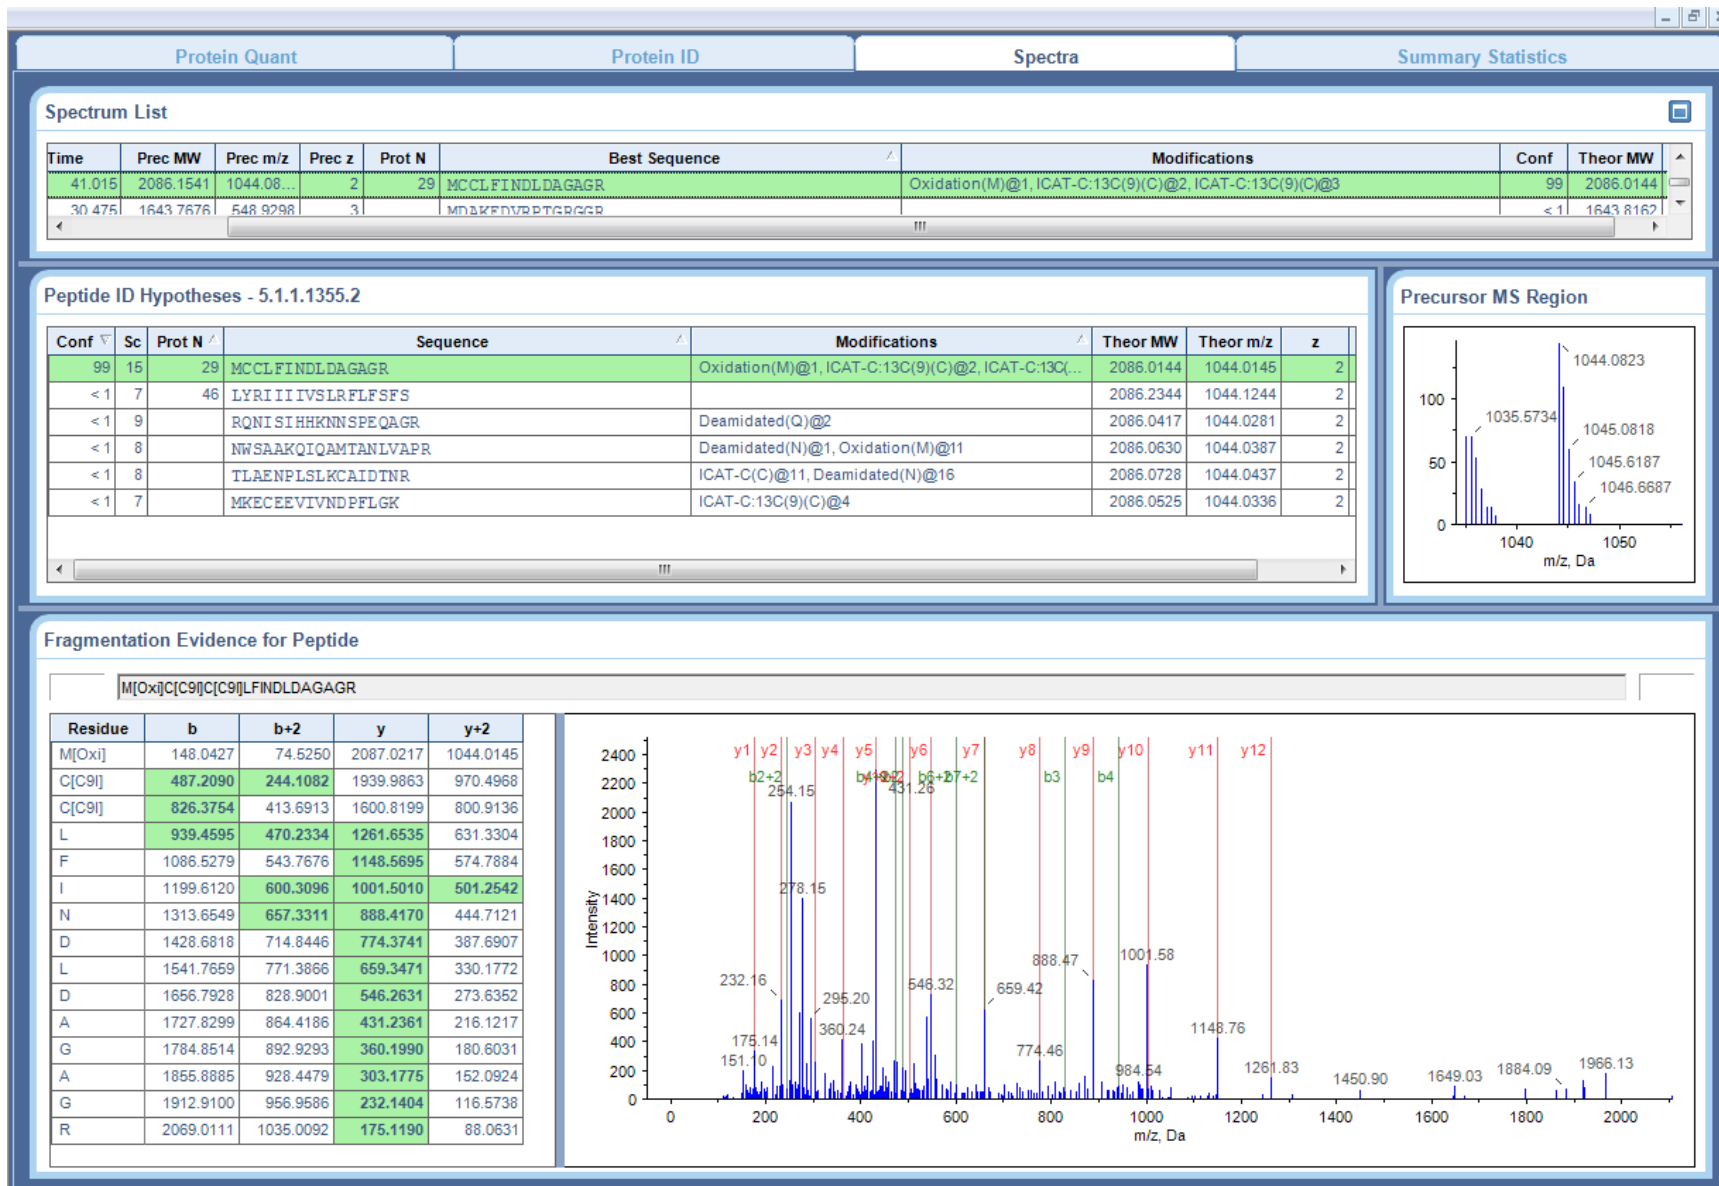 Protein Quant Protein ID Spectra Summary Statistics
Spectrum List
Time Prec MW Prec m/z Prec z Prot N Best Sequence Modifications Conf Theor MW
41.015 2086.1541 1044.08... 2 29 MCCLFINDLDAGAGR Oxidation(M)@1, ICAT-C:13C(9)(C)@2, ICAT-C:13C(9)(C)@3 99 2086.0144
30.475 1643.7676 548.9298 3 MDAKFDVRPTGRGGR < 1 1643.8162
Peptide ID Hypotheses - 5.1.1.1355.2
Conf Sc Prot N Sequence Modifications Theor MW Theor m/z z
99 15 29 MCCLFINDLDAGAGR Oxidation(M)@1, ICAT-C:13C(9)(C)@2, ICAT-C:13C(... 2086.0144 1044.0145 2
< 1 7 46 LYRIIIIVSLRFLFSFS 2086.2344 1044.1244 2
< 1 9 RQNISIHHKNNSPEQAGR Deamidated(Q)@2 2086.0417 1044.0281 2
< 1 8 NWSAAKQIQAMTANLVAPR Deamidated(N)@1, Oxidation(M)@11 2086.0630 1044.0387 2
< 1 8 TLAENPLSLKCAIDTNR ICAT-C(C)@11, Deamidated(N)@16 2086.0728 1044.0437 2
< 1 7 MKECEEVIVNDPFLGK ICAT-C:13C(9)(C)@4 2086.0525 1044.0336 2
Precursor MS Region
1044.0823
100
1035.5734
1045.0818
50
1045.6187
1046.6687
0
1040 1050
m/z, Da
Fragmentation Evidence for Peptide
M[Oxi]C[C9I]C[C9I]LFINDLDAGAGR
Residue b b+2 y y+2
M[Oxi] 148.0427 74.5250 2087.0217 1044.0145
C[C9I] 487.2090 244.1082 1939.9863 970.4968
C[C9I] 826.3754 413.6913 1600.8199 800.9136
L 939.4595 470.2334 1261.6535 631.3304
F 1086.5279 543.7676 1148.5695 574.7884
I 1199.6120 600.3096 1001.5010 501.2542
N 1313.6549 657.3311 888.4170 444.7121
D 1428.6818 714.8446 774.3741 387.6907
L 1541.7659 771.3866 659.3471 330.1772
D 1656.7928 828.9001 546.2631 273.6352
A 1727.8299 864.4186 431.2361 216.1217
G 1784.8514 892.9293 360.1990 180.6031
A 1855.8885 928.4479 303.1775 152.0924
G 1912.9100 956.9586 232.1404 116.5738
R 2069.0111 1035.0092 175.1190 88.0631
y1 y2 y3 y4 y5 y6 y7 y8 y9 y10 y11 y12
b2+2 b6+2 b7+2 b3 b4
2400
2200
2000
1800
1600
1400
1200
1000
800
600
400
200
0
Intensity
254.15
431.26
278.15
232.16
295.20
175.14
151.10
360.24
546.32
659.42
774.46
888.47
984.54
1001.58
1148.76
1261.83
1450.90
1649.03
1884.09
1966.13
0 200 400 600 800 1000 1200 1400 1600 1800 2000
m/z, Da